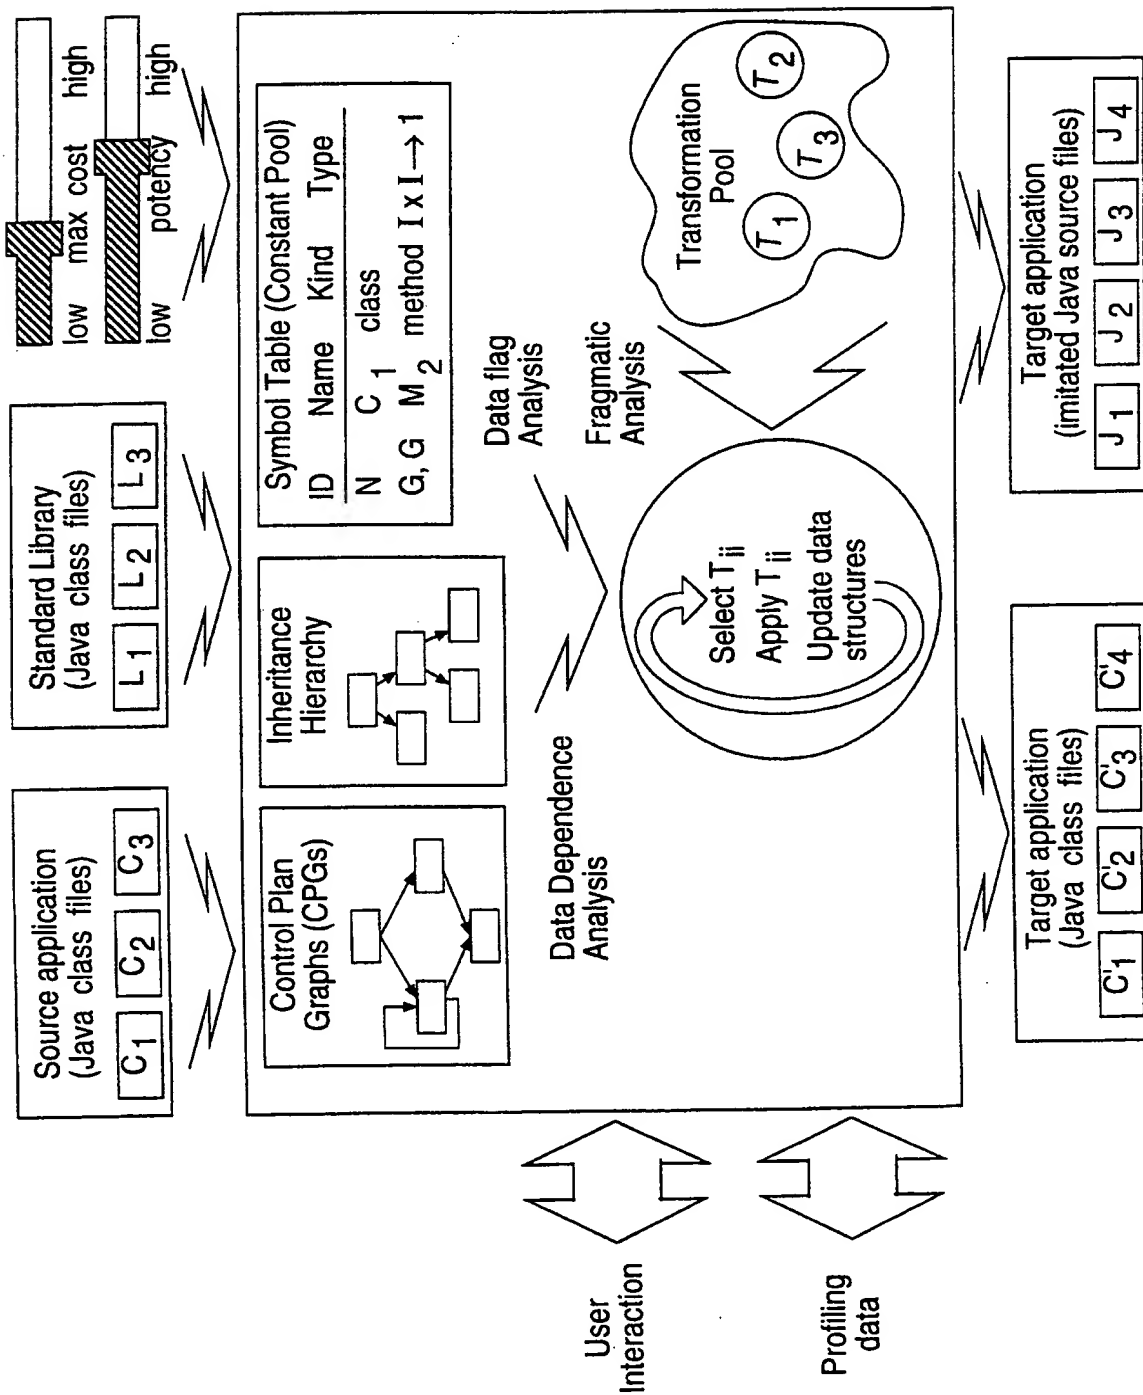 Source application
(Java class files)
C1 C2 C3
Standard Library
(Java class files)
L1 L2 L3
low max cost high
low potency high
Control Plan
Graphs (CPGs)
Inheritance
Hierarchy
Symbol Table (Constant Pool)
ID Name Kind Type
N C1 class
G, G M2 method I x I → 1
Data Dependence
Analysis
Data flag
Analysis
Fragmatic
Analysis
User
Interaction
Profiling
data
Select Tii
Apply Tii
Update data
structures
Transformation
Pool
T1
T3
T2
Target application
(Java class files)
C'1 C'2 C'3 C'4
Target application
(imitated Java source files)
J1 J2 J3 J4